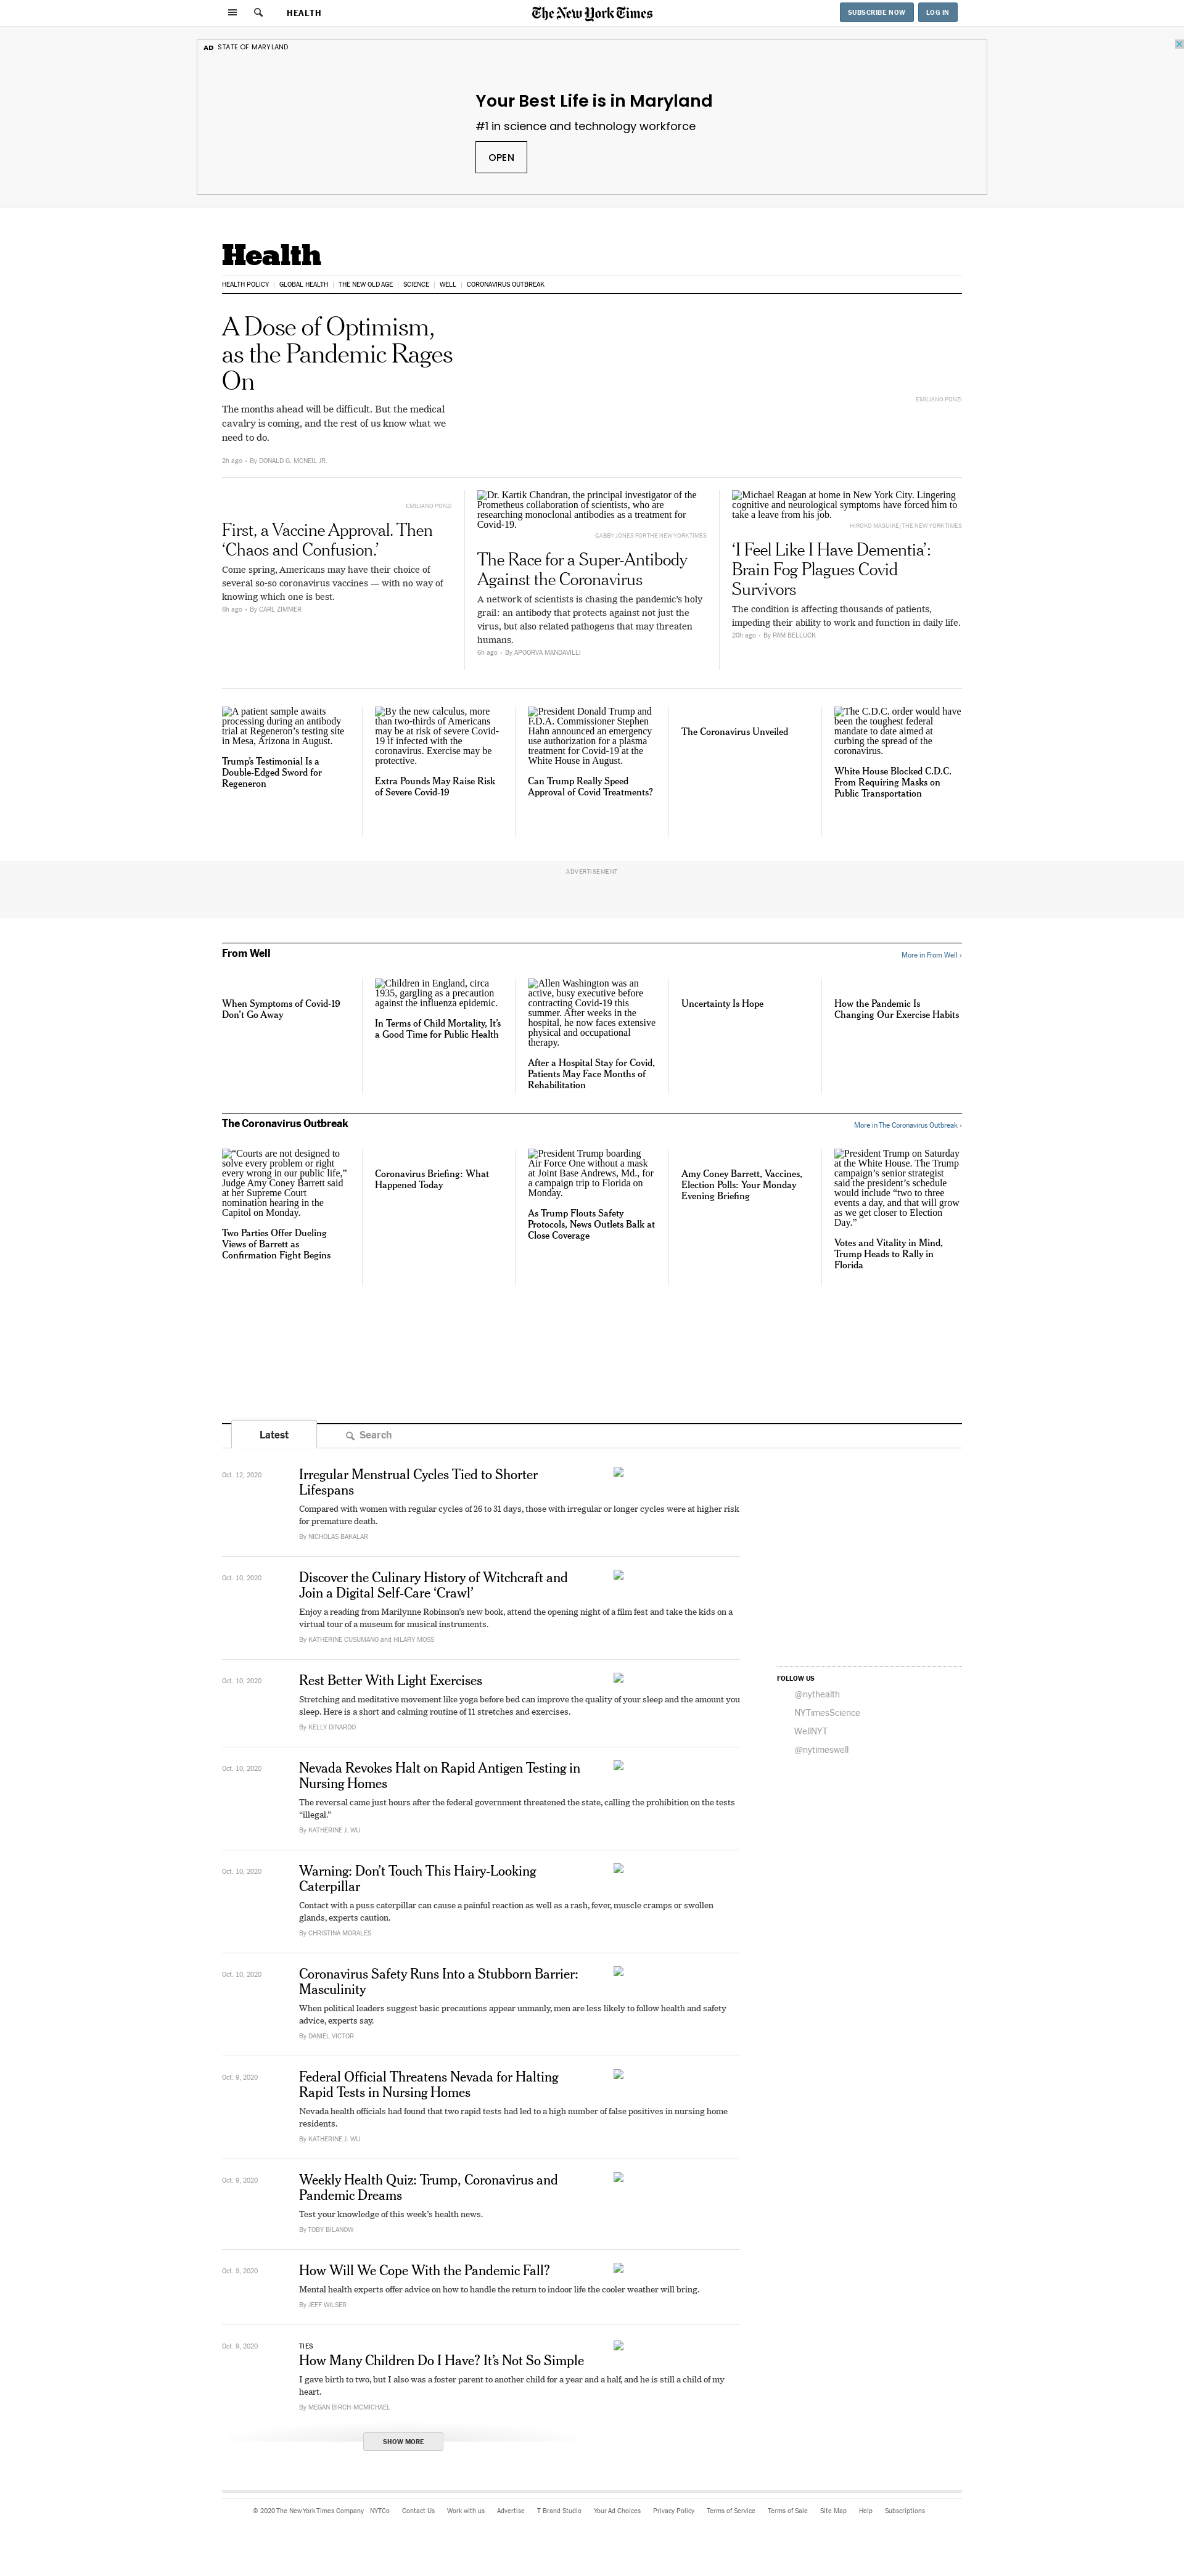 HEALTH
The New York Times
SUBSCRIBE NOW
LOG IN
AD STATE OF MARYLAND
Your Best Life is in Maryland
#1 in science and technology workforce
OPEN
Health
HEALTH POLICY
GLOBAL HEALTH
THE NEW OLD AGE
SCIENCE
WELL
CORONAVIRUS OUTBREAK
A Dose of Optimism,
as the Pandemic Rages
On
The months ahead will be difficult. But the medical
cavalry is coming, and the rest of us know what we
need to do.
2h ago • By DONALD G. MCNEIL JR.
EMILIANO PONZI
EMILIANO PONZI
First, a Vaccine Approval. Then
‘Chaos and Confusion.’
Come spring, Americans may have their choice of
several so-so coronavirus vaccines — with no way of
knowing which one is best.
6h ago • By CARL ZIMMER
Dr. Kartik Chandran, the principal investigator of the
Prometheus collaboration of scientists, who are
researching monoclonal antibodies as a treatment for
Covid-19.
GABBY JONES FOR THE NEW YORK TIMES
The Race for a Super-Antibody
Against the Coronavirus
A network of scientists is chasing the pandemic’s holy
grail: an antibody that protects against not just the
virus, but also related pathogens that may threaten
humans.
6h ago • By APOORVA MANDAVILLI
Michael Reagan at home in New York City. Lingering
cognitive and neurological symptoms have forced him to
take a leave from his job.
HIROKO MASUIKE/THE NEW YORK TIMES
‘I Feel Like I Have Dementia’:
Brain Fog Plagues Covid
Survivors
The condition is affecting thousands of patients,
impeding their ability to work and function in daily life.
20h ago • By PAM BELLUCK
A patient sample awaits
processing during an antibody
trial at Regeneron’s testing site
in Mesa, Arizona in August.
Trump’s Testimonial Is a
Double-Edged Sword for
Regeneron
By the new calculus, more
than two-thirds of Americans
may be at risk of severe Covid-
19 if infected with the
coronavirus. Exercise may be
protective.
Extra Pounds May Raise Risk
of Severe Covid-19
President Donald Trump and
F.D.A. Commissioner Stephen
Hahn announced an emergency
use authorization for a plasma
treatment for Covid-19 at the
White House in August.
Can Trump Really Speed
Approval of Covid Treatments?
The Coronavirus Unveiled
The C.D.C. order would have
been the toughest federal
mandate to date aimed at
curbing the spread of the
coronavirus.
White House Blocked C.D.C.
From Requiring Masks on
Public Transportation
ADVERTISEMENT
From Well
More in From Well ›
When Symptoms of Covid-19
Don’t Go Away
Children in England, circa
1935, gargling as a precaution
against the influenza epidemic.
In Terms of Child Mortality, It’s
a Good Time for Public Health
Allen Washington was an
active, busy executive before
contracting Covid-19 this
summer. After weeks in the
hospital, he now faces extensive
physical and occupational
therapy.
After a Hospital Stay for Covid,
Patients May Face Months of
Rehabilitation
Uncertainty Is Hope
How the Pandemic Is
Changing Our Exercise Habits
The Coronavirus Outbreak
More in The Coronavirus Outbreak ›
“Courts are not designed to
solve every problem or right
every wrong in our public life,”
Judge Amy Coney Barrett said
at her Supreme Court
nomination hearing in the
Capitol on Monday.
Two Parties Offer Dueling
Views of Barrett as
Confirmation Fight Begins
Coronavirus Briefing: What
Happened Today
President Trump boarding
Air Force One without a mask
at Joint Base Andrews, Md., for
a campaign trip to Florida on
Monday.
As Trump Flouts Safety
Protocols, News Outlets Balk at
Close Coverage
Amy Coney Barrett, Vaccines,
Election Polls: Your Monday
Evening Briefing
President Trump on Saturday
at the White House. The Trump
campaign’s senior strategist
said the president’s schedule
would include “two to three
events a day, and that will grow
as we get closer to Election
Day.”
Votes and Vitality in Mind,
Trump Heads to Rally in
Florida
Latest
Search
Oct. 12, 2020
Irregular Menstrual Cycles Tied to Shorter
Lifespans
Compared with women with regular cycles of 26 to 31 days, those with irregular or longer cycles were at higher risk
for premature death.
By NICHOLAS BAKALAR
Oct. 10, 2020
Discover the Culinary History of Witchcraft and
Join a Digital Self-Care ‘Crawl’
Enjoy a reading from Marilynne Robinson’s new book, attend the opening night of a film fest and take the kids on a
virtual tour of a museum for musical instruments.
By KATHERINE CUSUMANO and HILARY MOSS
Oct. 10, 2020
Rest Better With Light Exercises
Stretching and meditative movement like yoga before bed can improve the quality of your sleep and the amount you
sleep. Here is a short and calming routine of 11 stretches and exercises.
By KELLY DINARDO
Oct. 10, 2020
Nevada Revokes Halt on Rapid Antigen Testing in
Nursing Homes
The reversal came just hours after the federal government threatened the state, calling the prohibition on the tests
“illegal.”
By KATHERINE J. WU
Oct. 10, 2020
Warning: Don’t Touch This Hairy-Looking
Caterpillar
Contact with a puss caterpillar can cause a painful reaction as well as a rash, fever, muscle cramps or swollen
glands, experts caution.
By CHRISTINA MORALES
Oct. 10, 2020
Coronavirus Safety Runs Into a Stubborn Barrier:
Masculinity
When political leaders suggest basic precautions appear unmanly, men are less likely to follow health and safety
advice, experts say.
By DANIEL VICTOR
Oct. 9, 2020
Federal Official Threatens Nevada for Halting
Rapid Tests in Nursing Homes
Nevada health officials had found that two rapid tests had led to a high number of false positives in nursing home
residents.
By KATHERINE J. WU
Oct. 9, 2020
Weekly Health Quiz: Trump, Coronavirus and
Pandemic Dreams
Test your knowledge of this week’s health news.
By TOBY BILANOW
Oct. 9, 2020
How Will We Cope With the Pandemic Fall?
Mental health experts offer advice on how to handle the return to indoor life the cooler weather will bring.
By JEFF WILSER
Oct. 9, 2020
TIES
How Many Children Do I Have? It’s Not So Simple
I gave birth to two, but I also was a foster parent to another child for a year and a half, and he is still a child of my
heart.
By MEGAN BIRCH-MCMICHAEL
SHOW MORE
FOLLOW US
@nythealth
NYTimesScience
WellNYT
@nytimeswell
© 2020 The New York Times Company
NYTCo
Contact Us
Work with us
Advertise
T Brand Studio
Your Ad Choices
Privacy Policy
Terms of Service
Terms of Sale
Site Map
Help
Subscriptions